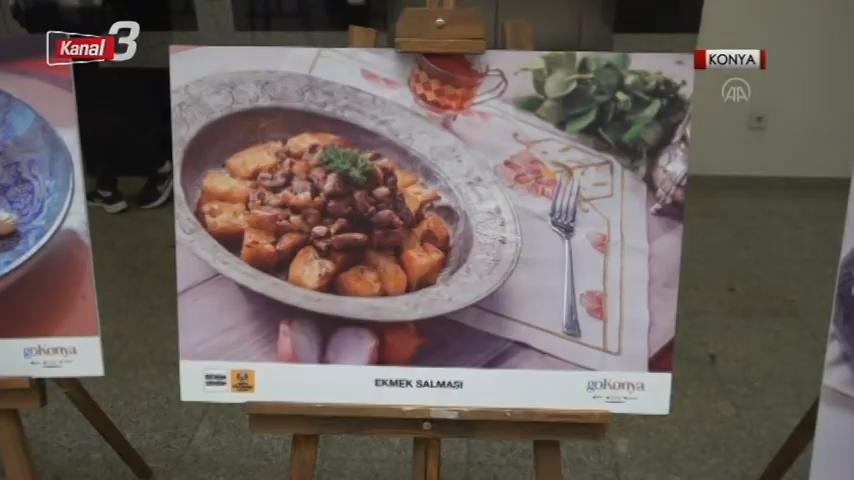 Kanal 3
KONYA
AA
EKMEK SALMASI
goKonya
goKonya